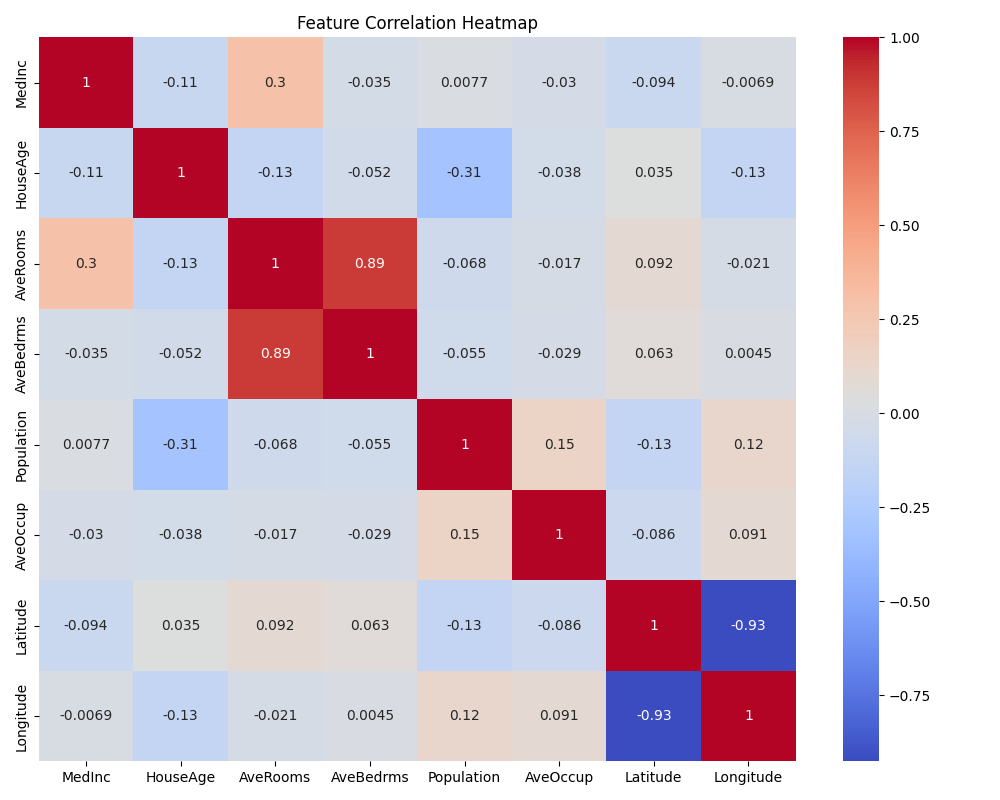 Feature Correlation Heatmap
MedInc 1 -0.11 0.3 -0.035 0.0077 -0.03 -0.094 -0.0069
HouseAge -0.11 1 -0.13 -0.052 -0.31 -0.038 0.035 -0.13
AveRooms 0.3 -0.13 1 0.89 -0.068 -0.017 0.092 -0.021
AveBedrms -0.035 -0.052 0.89 1 -0.055 -0.029 0.063 0.0045
Population 0.0077 -0.31 -0.068 -0.055 1 0.15 -0.13 0.12
AveOccup -0.03 -0.038 -0.017 -0.029 0.15 1 -0.086 0.091
Latitude -0.094 0.035 0.092 0.063 -0.13 -0.086 1 -0.93
Longitude -0.0069 -0.13 -0.021 0.0045 0.12 0.091 -0.93 1
MedInc HouseAge AveRooms AveBedrms Population AveOccup Latitude Longitude
1.00
0.75
0.50
0.25
0.00
−0.25
−0.50
−0.75